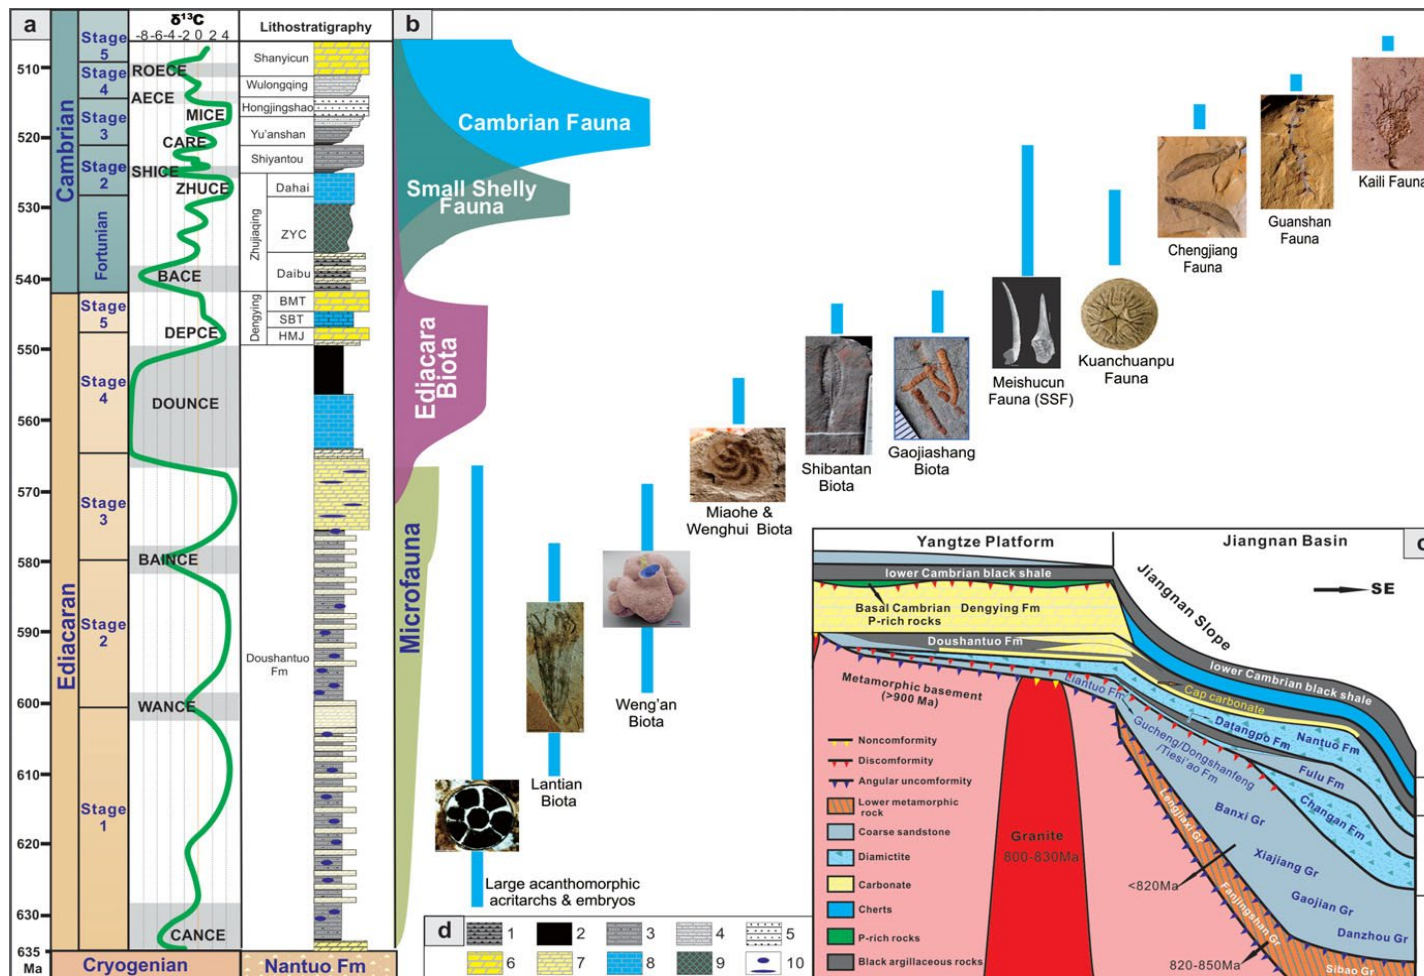 a
δ13C
-8 -6 -4 -2 0 2 4
Lithostratigraphy
b
Cambrian
Stage
5
Stage
4
Stage
3
Stage
2
Fortunian
Ediacaran
Stage
5
Stage
4
Stage
3
Stage
2
Stage
1
510
520
530
540
550
560
570
580
590
600
610
620
630
635
Ma
Cryogenian
Nantuo Fm
ROECE
AECE
MICE
CARE
SHICE
ZHUCE
BACE
DEPCE
DOUNCE
BAINCE
WANCE
CANCE
Shanyicun
Wulongqing
Hongjingshao
Yu'anshan
Shiyantou
Zhujiaqing
Dahai
ZYC
Daibu
Dengying
BMT
SBT
HMJ
Doushantuo
Fm
Cambrian Fauna
Small Shelly
Fauna
Ediacara
Biota
Microfauna
Large acanthomorphic
acritarchs & embryos
Lantian
Biota
Weng'an
Biota
Miaohe &
Wenghui Biota
Shibantan
Biota
Gaojiashang
Biota
Meishucun
Fauna (SSF)
Kuanchuanpu
Fauna
Chengjiang
Fauna
Guanshan
Fauna
Kaili Fauna
Yangtze Platform
Jiangnan Basin
Jiangnan Slope
SE
lower Cambrian black shale
Basal Cambrian
P-rich rocks
Dengying Fm
Doushantuo Fm
Metamorphic basement
(>900 Ma)
Liantuo Fm
lower Cambrian black shale
Cap carbonate
Datangpo Fm
Nantuo Fm
Gucheng/Dongshanfeng
/Tiesi'ao Fm
Fulu Fm
Changan Fm
Banxi Gr
Xiajiang Gr
Gaojian Gr
Danzhou Gr
Lengjiaxi Gr
Fanjingshan Gr
Sibao Gr
<820Ma
820-850Ma
Granite
800-830Ma
Noncomformity
Discomformity
Angular uncomformity
Lower metamorphic
rock
Coarse sandstone
Diamictite
Carbonate
Cherts
P-rich rocks
Black argillaceous rocks
d
1 2 3 4 5
6 7 8 9 10